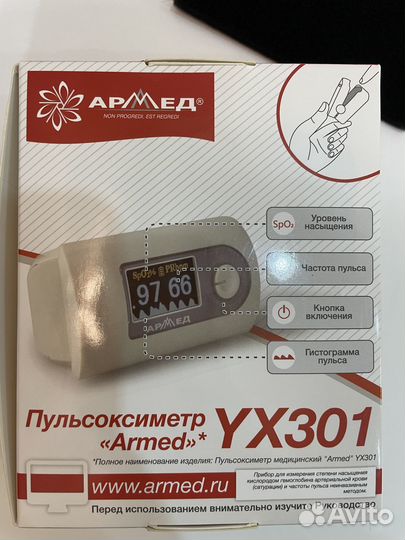 АРМЕД®
NON PROGREDI, EST REGREDI
SpO₂
Уровень
насыщения
Частота пульса
Кнопка
включения
Гистограмма
пульса
SpO2% PRbpm
97 66
АРМЕД
Пульсоксиметр
«Armed»*
YX301
*Полное наименование изделия: Пульсоксиметр медицинский "Armed" YX301
www.armed.ru
Прибор для измерения степени насыщения
кислородом гемоглобина артериальной крови
(сатурации) и частоты пульса неинвазивным
методом.
Перед использованием внимательно изучите Руководство
Avito